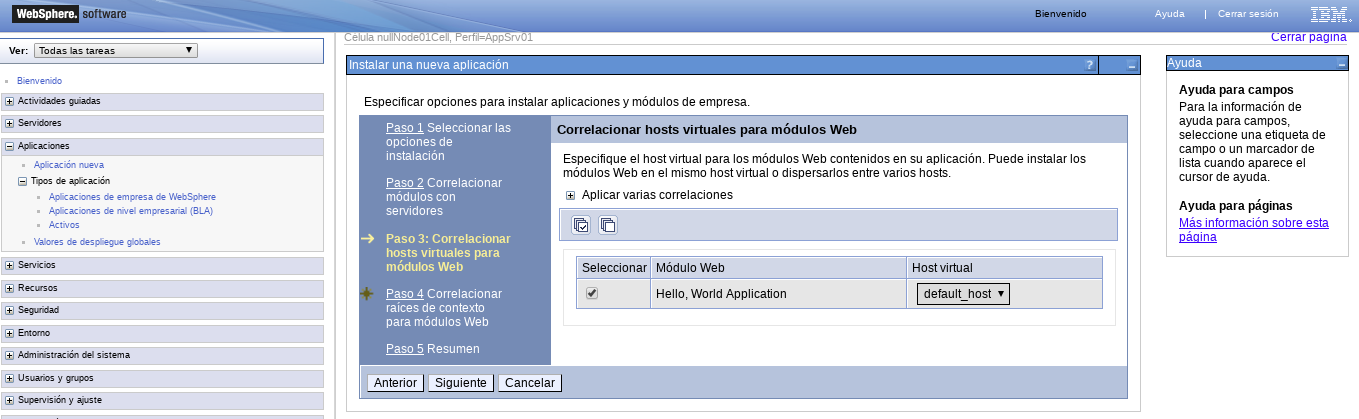 WebSphere. software
Bienvenido
Ayuda | Cerrar sesión
IBM.
Ver: Todas las tareas
Bienvenido
Actividades guiadas
Servidores
Aplicaciones
Aplicación nueva
Tipos de aplicación
Aplicaciones de empresa de WebSphere
Aplicaciones de nivel empresarial (BLA)
Activos
Valores de despliegue globales
Servicios
Recursos
Seguridad
Entorno
Administración del sistema
Usuarios y grupos
Supervisión y ajuste
Célula nullNode01Cell, Perfil=AppSrv01
Cerrar página
Instalar una nueva aplicación
?
Especificar opciones para instalar aplicaciones y módulos de empresa.
Paso 1 Seleccionar las
opciones de
instalación
Paso 2 Correlacionar
módulos con
servidores
Paso 3: Correlacionar
hosts virtuales para
módulos Web
Paso 4 Correlacionar
raíces de contexto
para módulos Web
Paso 5 Resumen
Correlacionar hosts virtuales para módulos Web
Especifique el host virtual para los módulos Web contenidos en su aplicación. Puede instalar los
módulos Web en el mismo host virtual o dispersarlos entre varios hosts.
Aplicar varias correlaciones
Seleccionar Módulo Web Host virtual
Hello, World Application default_host
Anterior Siguiente Cancelar
Ayuda
Ayuda para campos
Para la información de
ayuda para campos,
seleccione una etiqueta de
campo o un marcador de
lista cuando aparece el
cursor de ayuda.
Ayuda para páginas
Más información sobre esta
página